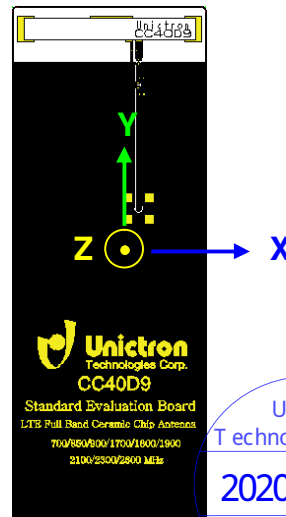 Unictron
CC40D9
Y
Z
X
Unictron
Technologies Corp.
CC40D9
Standard Evaluation Board
LTE Full Band Ceramic Chip Antenna
700/850/900/1700/1800/1900
2100/2300/2600 MHz
U
Techno
2020